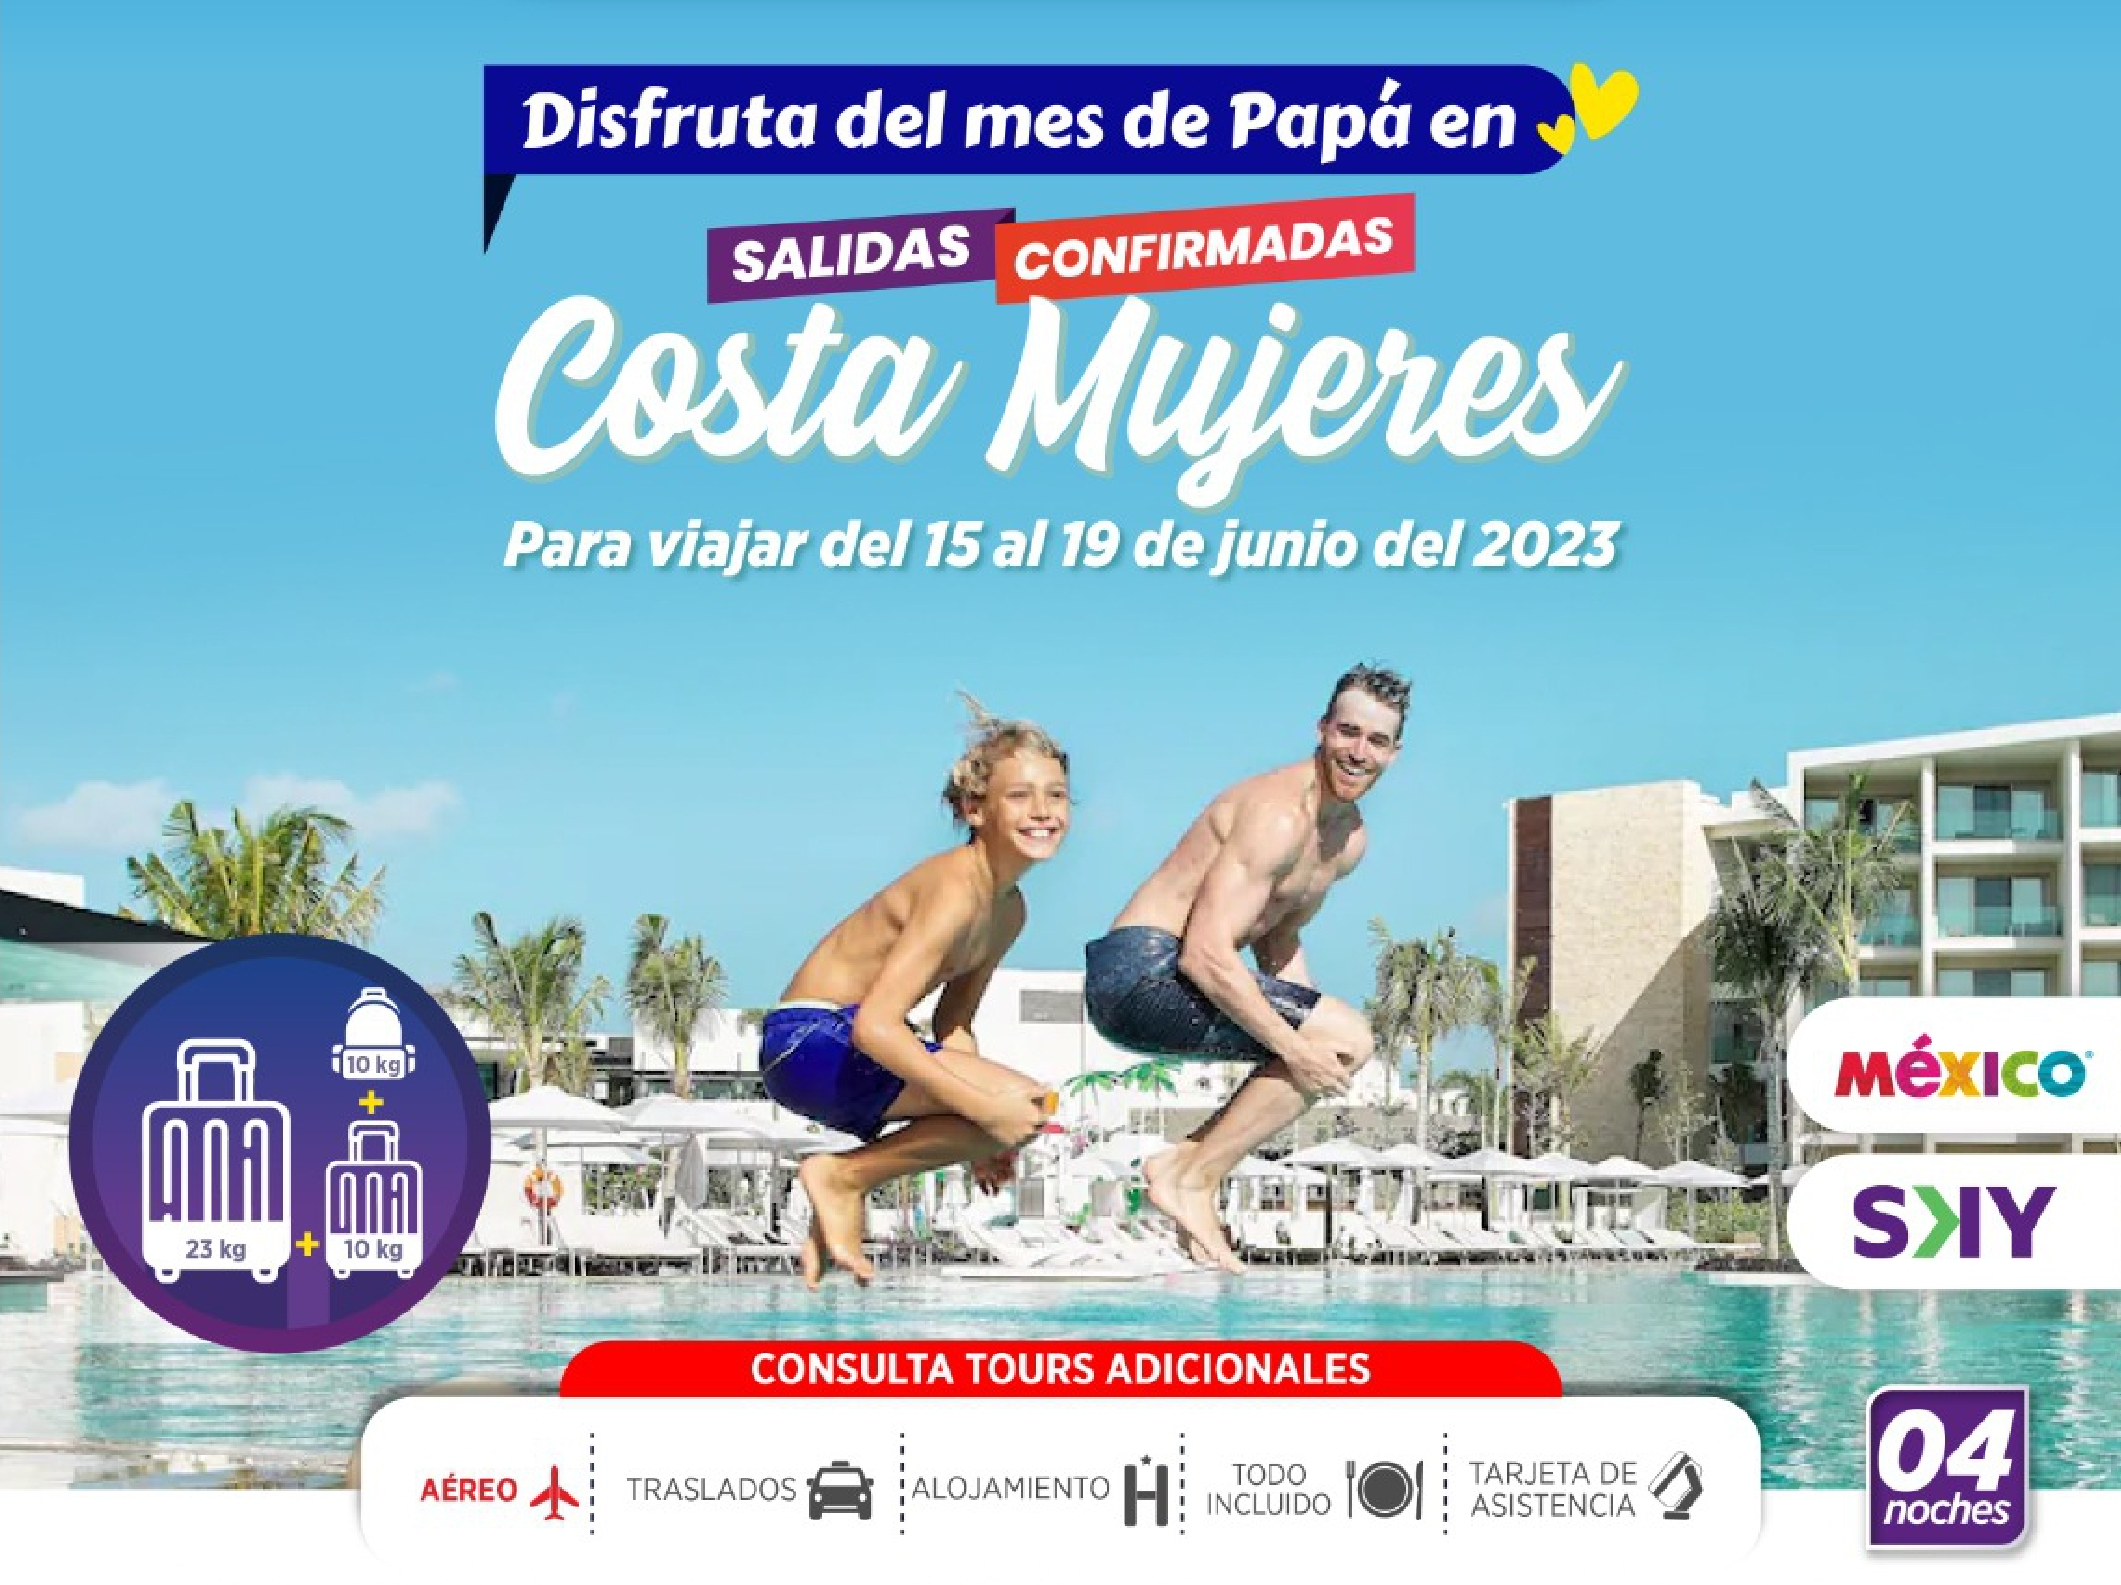 Disfruta del mes de Papá en
SALIDAS CONFIRMADAS
Costa Mujeres
Para viajar del 15 al 19 de junio del 2023
10 kg
+
23 kg + 10 kg
MéXICO
SKY
CONSULTA TOURS ADICIONALES
AÉREO
TRASLADOS
ALOJAMIENTO
H
TODO
INCLUIDO
TARJETA DE
ASISTENCIA
04
noches